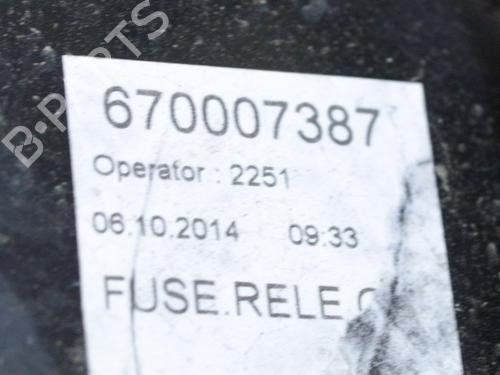 B-PARTS
670007387
Operator : 2251
06.10.2014 09:33
FUSE.RELE